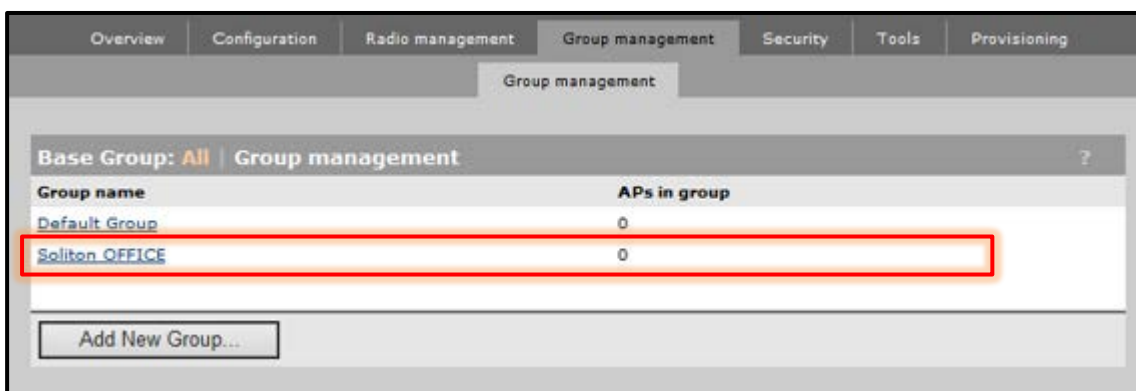 Overview Configuration Radio management Group management Security Tools Provisioning
Group management
Base Group: All | Group management ?
Group name APs in group
Default Group 0
Soliton OFFICE 0
Add New Group...